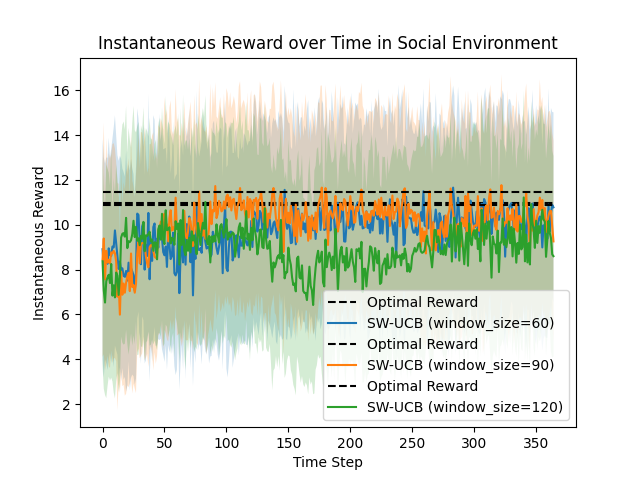 Instantaneous Reward over Time in Social Environment
16
14
12
10
8
6
4
2
Instantaneous Reward
Optimal Reward
SW-UCB (window_size=60)
Optimal Reward
SW-UCB (window_size=90)
Optimal Reward
SW-UCB (window_size=120)
0 50 100 150 200 250 300 350
Time Step